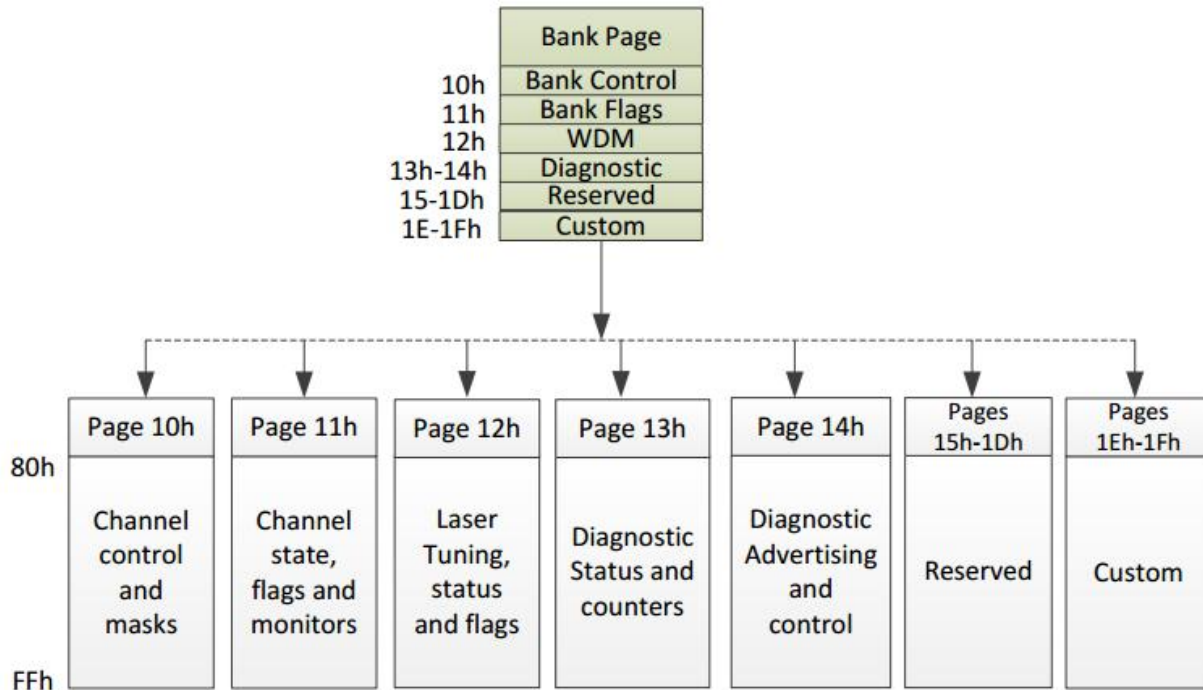 Bank Page
10h Bank Control
11h Bank Flags
12h WDM
13h-14h Diagnostic
15-1Dh Reserved
1E-1Fh Custom
Page 10h
Page 11h
Page 12h
Page 13h
Page 14h
Pages
15h-1Dh
Pages
1Eh-1Fh
80h
Channel
control
and
masks
Channel
state,
flags and
monitors
Laser
Tuning,
status
and flags
Diagnostic
Status and
counters
Diagnostic
Advertising
and
control
Reserved
Custom
FFh